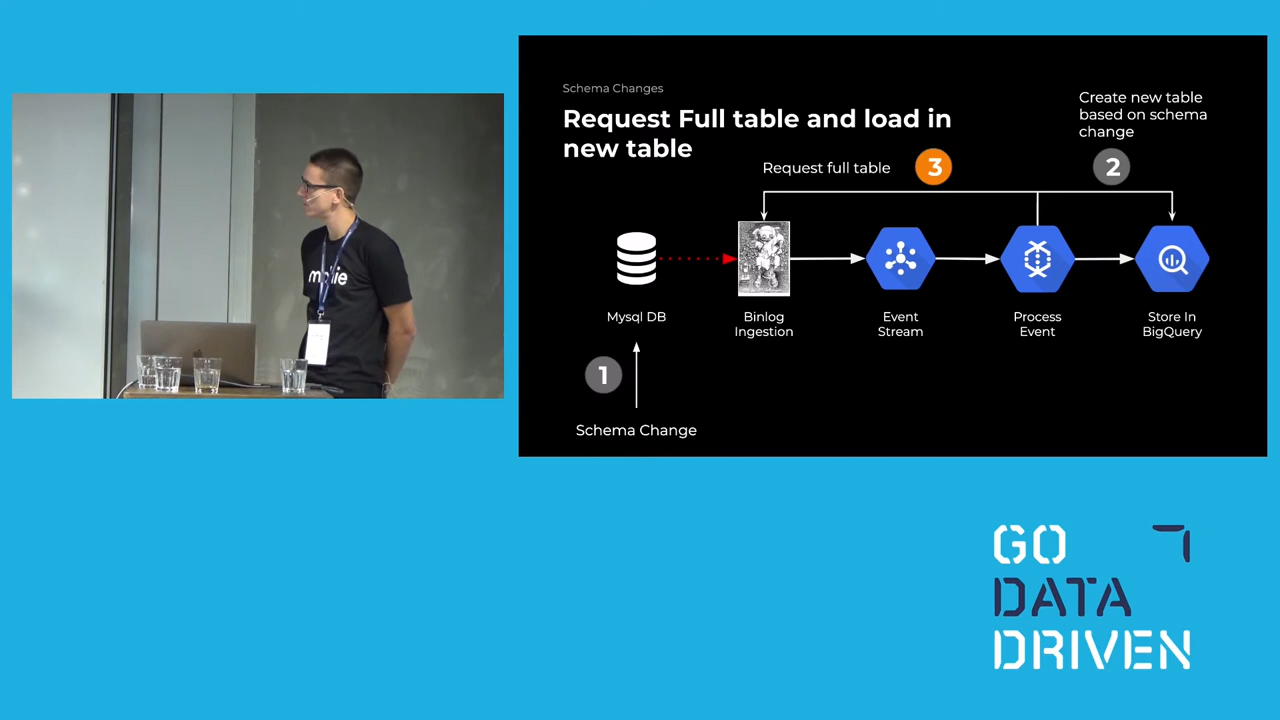 Schema Changes
Request Full table and load in
new table
Create new table
based on schema
change
Request full table
3
2
Mysql DB
Binlog
Ingestion
Event
Stream
Process
Event
Store In
BigQuery
1
Schema Change
mollie
GO
DATA
DRIVEN